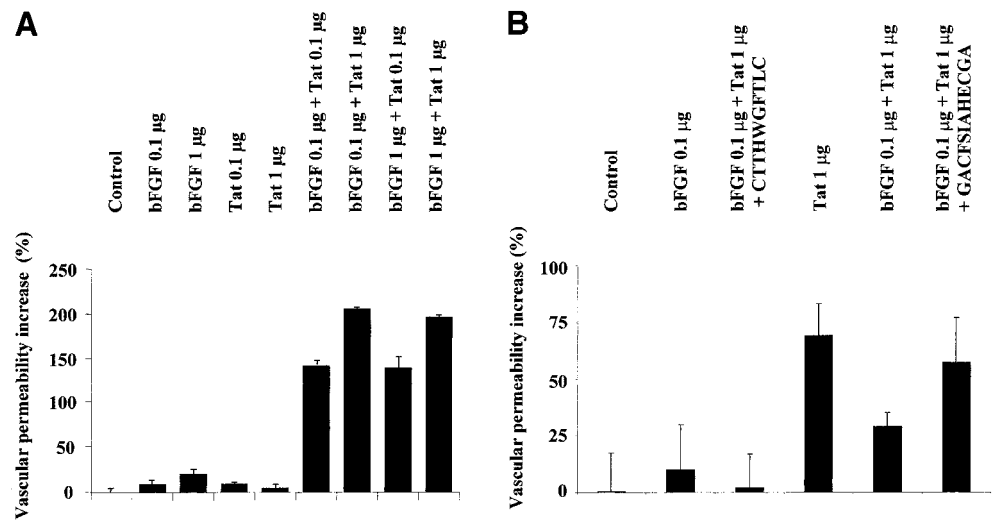 A
Control
bFGF 0.1 µg
bFGF 1 µg
Tat 0.1 µg
Tat 1 µg
bFGF 0.1 µg + Tat 0.1 µg
bFGF 0.1 µg + Tat 1 µg
bFGF 1 µg + Tat 0.1 µg
bFGF 1 µg + Tat 1 µg
Vascular permeability increase (%)
250
200
150
100
50
0
B
Control
bFGF 0.1 µg
bFGF 0.1 µg + Tat 1 µg
+ CTTHWGFTLC
Tat 1 µg
bFGF 0.1 µg + Tat 1 µg
bFGF 0.1 µg + Tat 1 µg
+ GACFSIAHECGA
Vascular permeability increase (%)
100
75
50
25
0